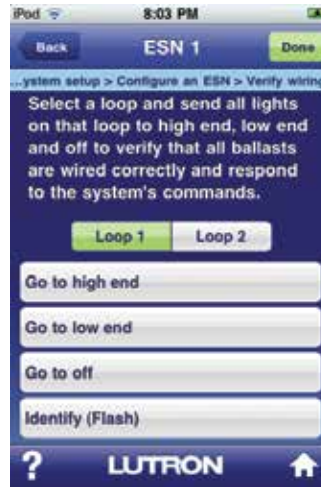 iPod 8:03 PM
Back ESN 1 Done
...ystem setup > Configure an ESN > Verify wiring
Select a loop and send all lights
on that loop to high end, low end
and off to verify that all ballasts
are wired correctly and respond
to the system's commands.
Loop 1 Loop 2
Go to high end
Go to low end
Go to off
Identify (Flash)
? LUTRON